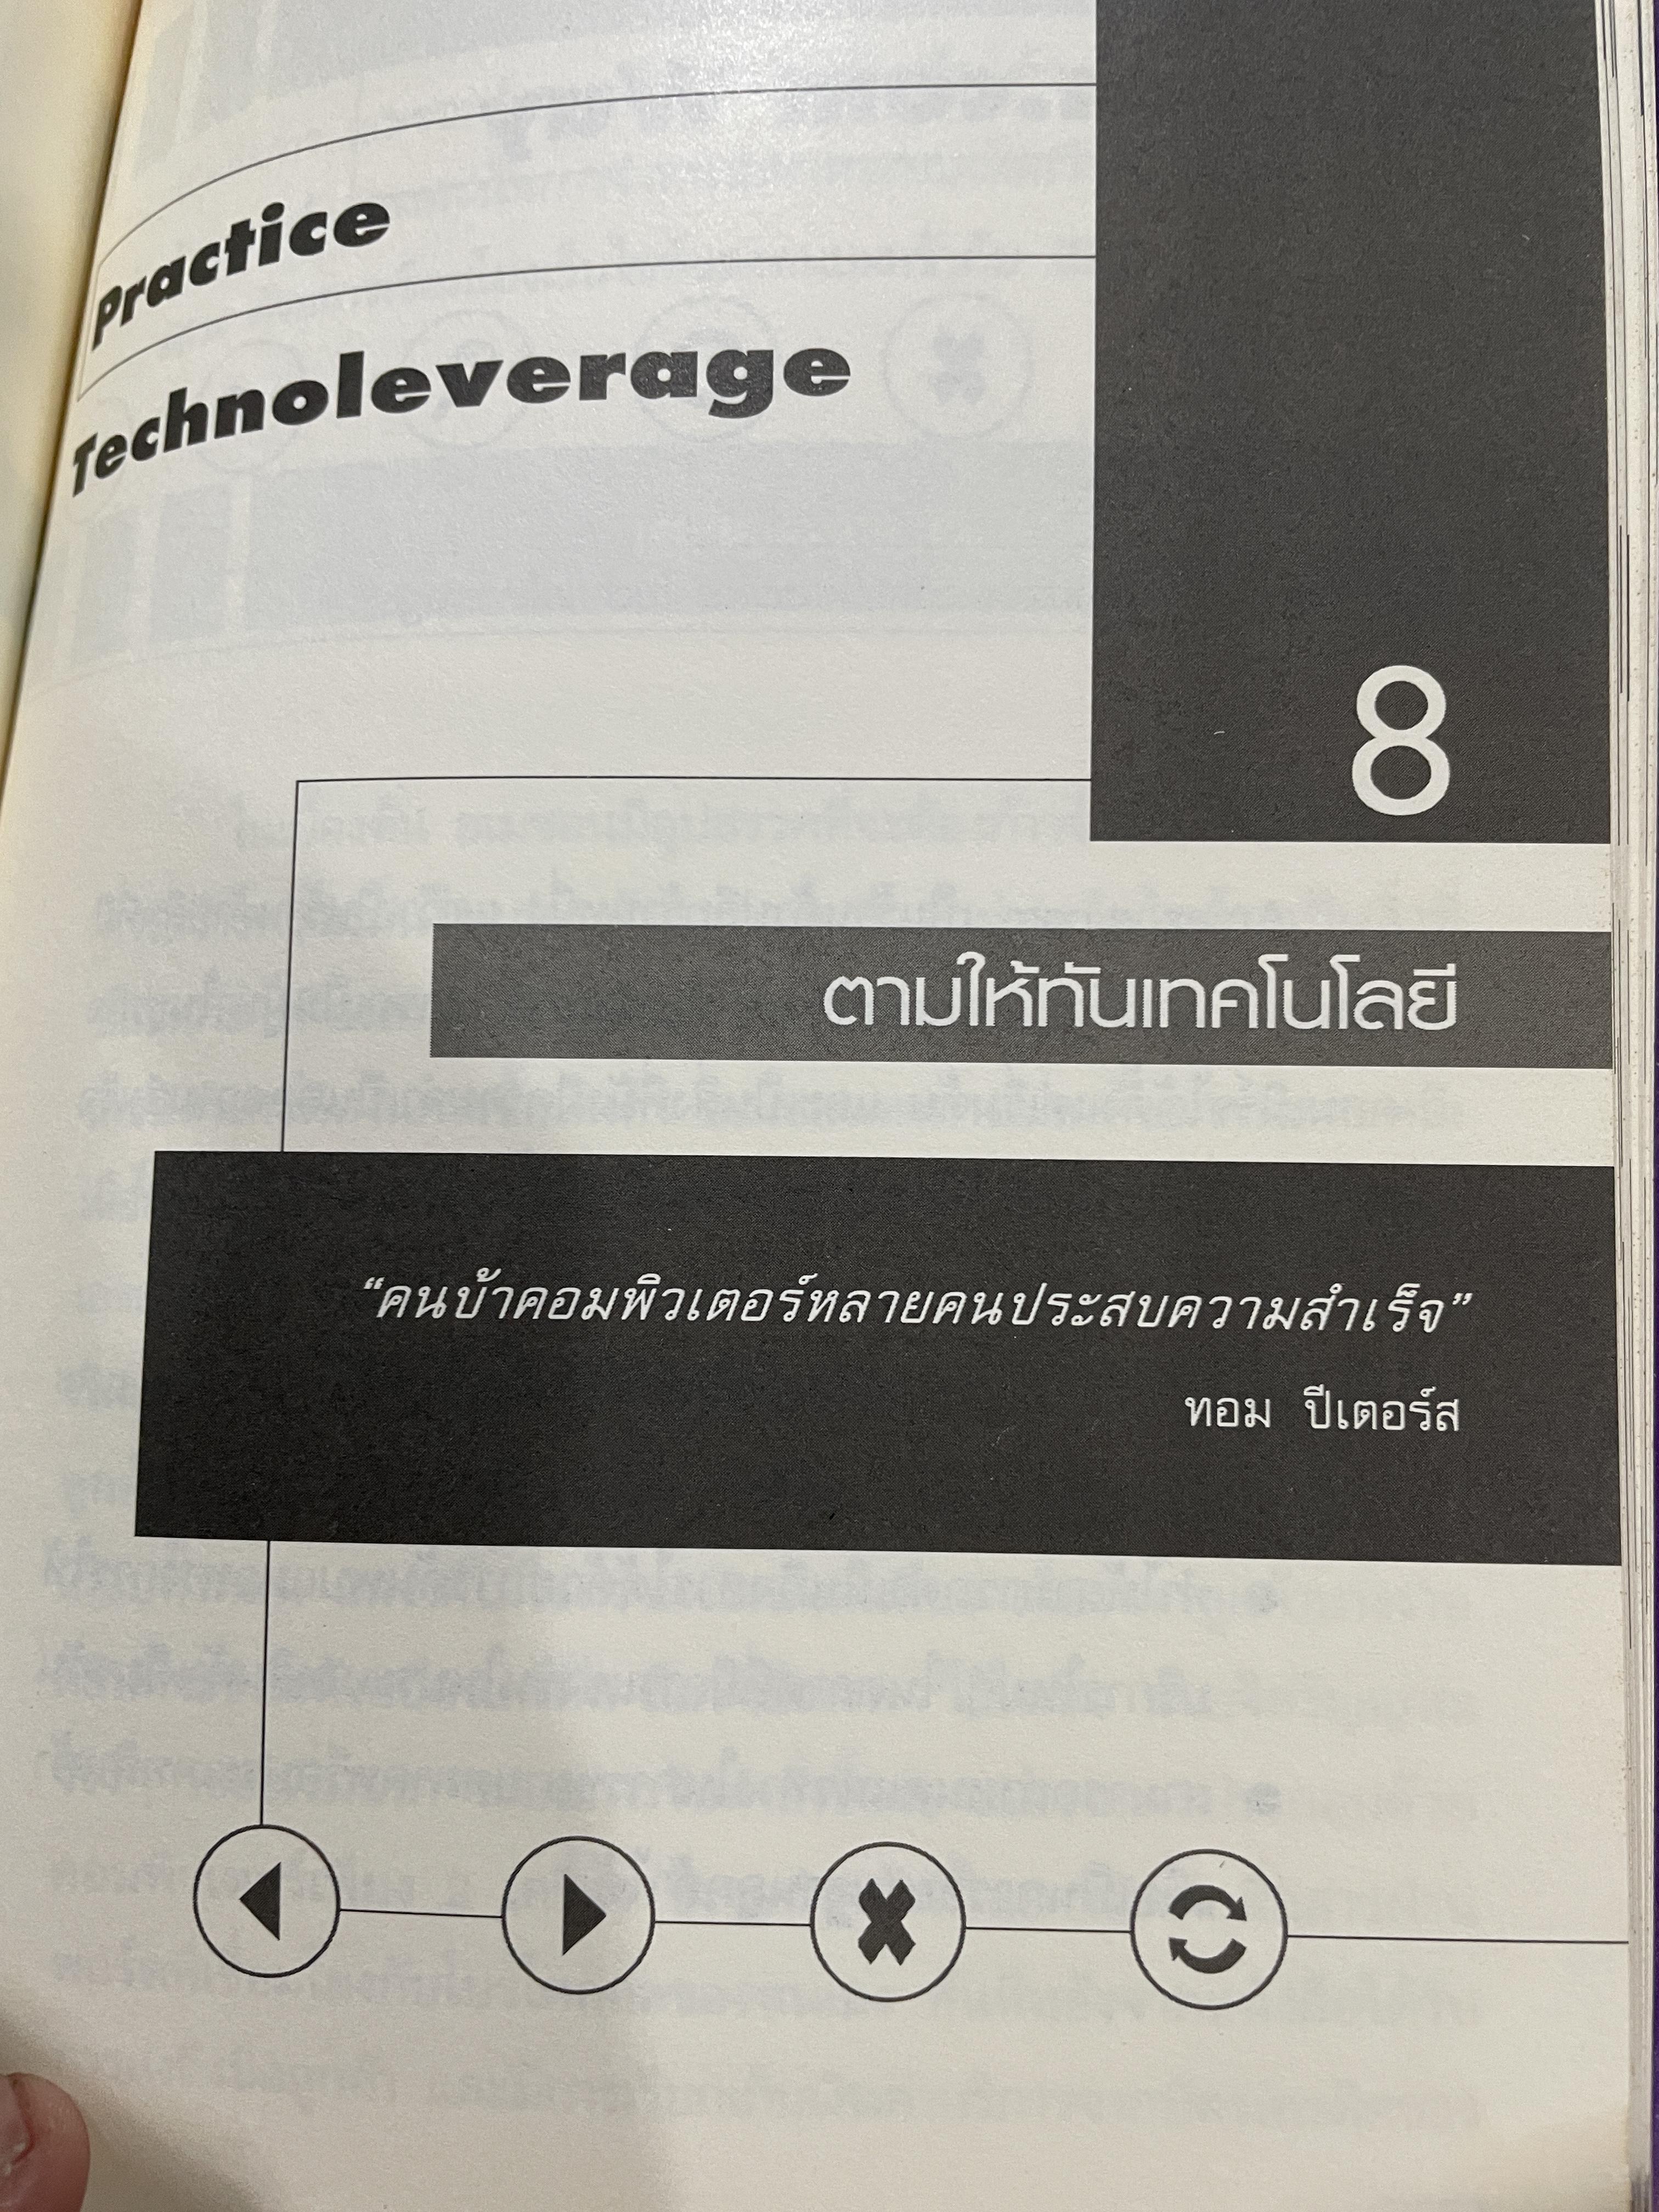 Practice
Technoleverage
8
ตามให้ทันเทคโนโลยี
“คนบ้าคอมพิวเตอร์หลายคนประสบความสำเร็จ”
ทอม ปีเตอร์ส